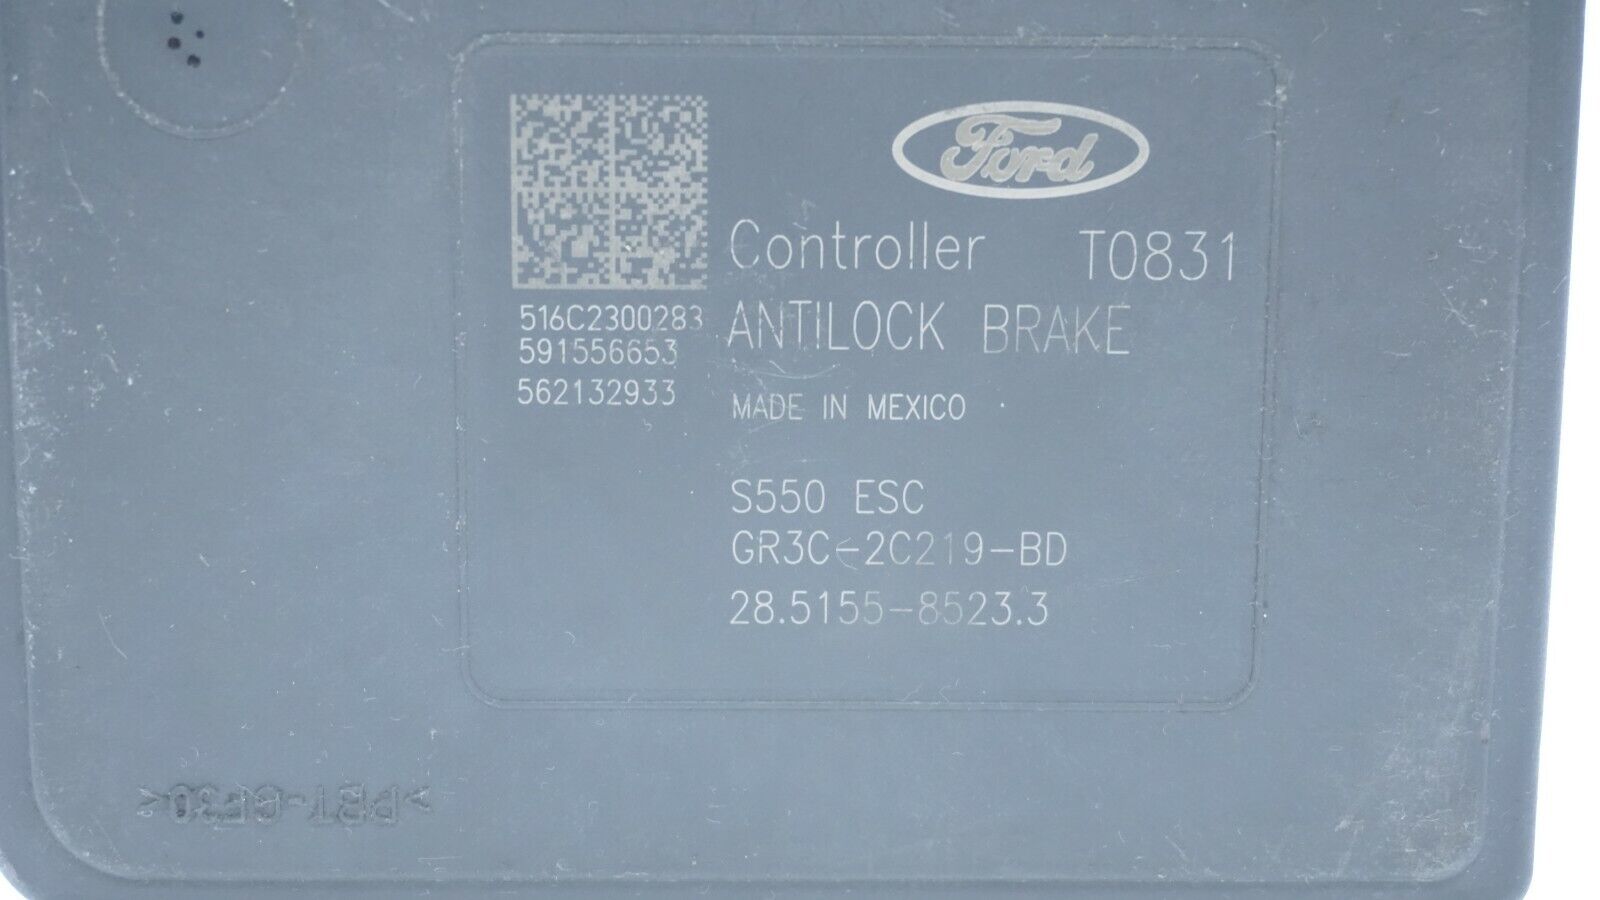 Ford
Controller T0831
ANTILOCK BRAKE
516C2300283
591556653
562132933
MADE IN MEXICO
S550 ESC
GR3C-2C219-BD
28.5155-8523.3
>PBT-GF30<